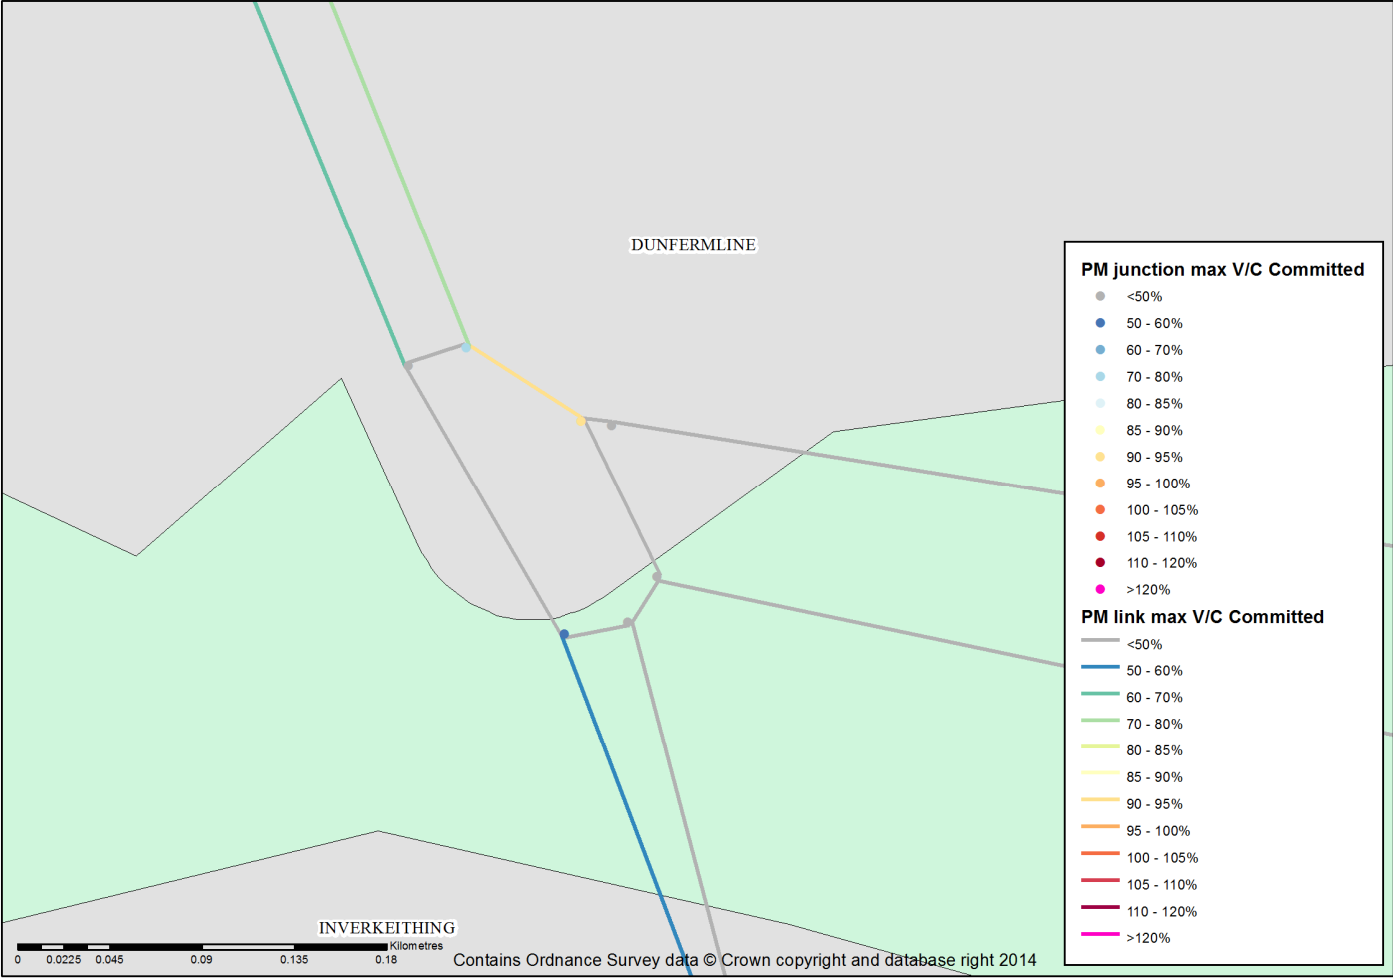 DUNFERMLINE
PM junction max V/C Committed
<50%
50 - 60%
60 - 70%
70 - 80%
80 - 85%
85 - 90%
90 - 95%
95 - 100%
100 - 105%
105 - 110%
110 - 120%
>120%
PM link max V/C Committed
<50%
50 - 60%
60 - 70%
70 - 80%
80 - 85%
85 - 90%
90 - 95%
95 - 100%
100 - 105%
105 - 110%
110 - 120%
>120%
INVERKEITHING
Kilometres
0 0.0225 0.045 0.09 0.135 0.18
Contains Ordnance Survey data © Crown copyright and database right 2014